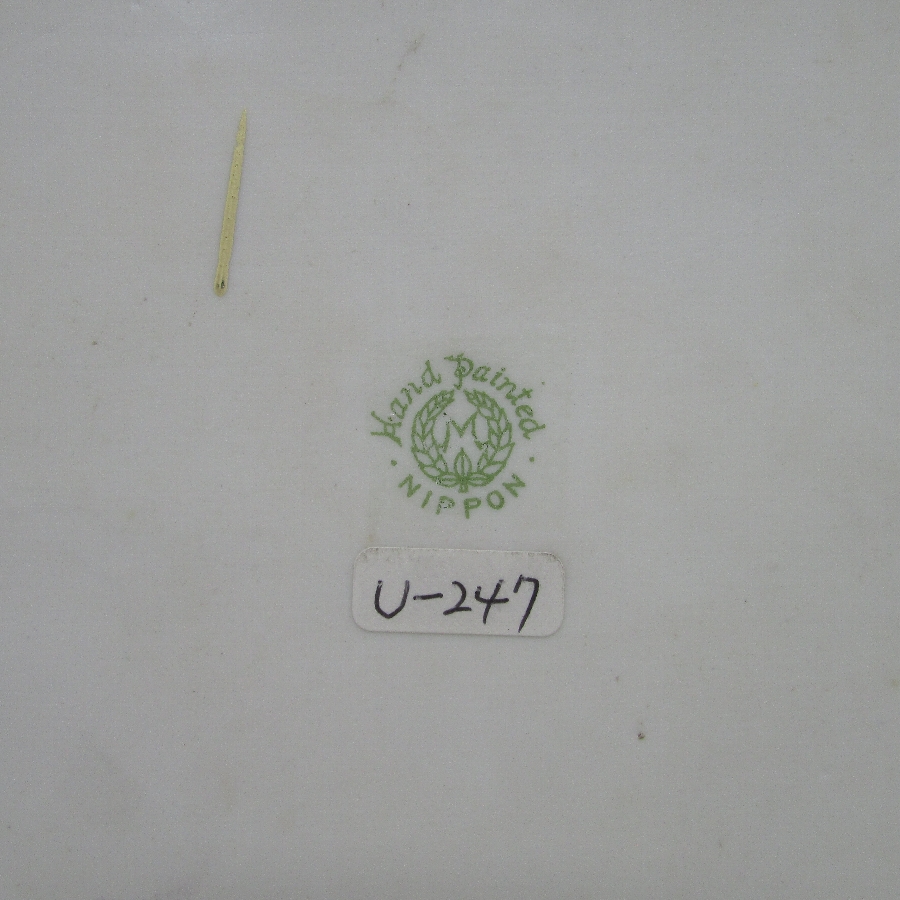 Hand Painted
M
· NIPPON ·
U-247